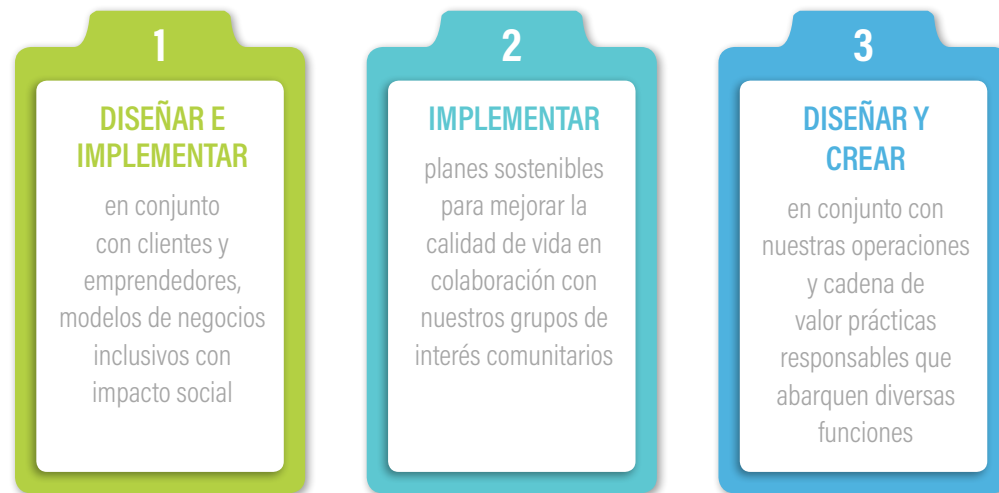 1
DISEÑAR E
IMPLEMENTAR
en conjunto
con clientes y
emprendedores,
modelos de negocios
inclusivos con
impacto social
2
IMPLEMENTAR
planes sostenibles
para mejorar la
calidad de vida en
colaboración con
nuestros grupos de
interés comunitarios
3
DISEÑAR Y
CREAR
en conjunto con
nuestras operaciones
y cadena de
valor prácticas
responsables que
abarquen diversas
funciones